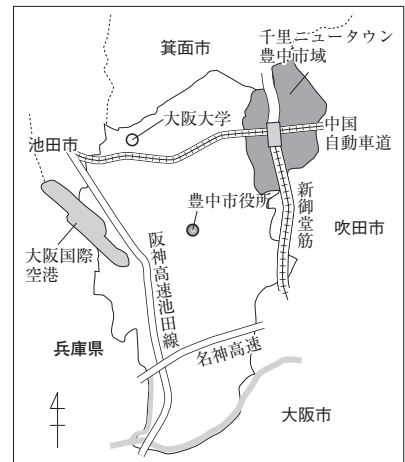 千里ニュータウン
豊中市域
箕面市
大阪大学
中国
自動車道
池田市
新御堂筋
豊中市役所
吹田市
大阪国際
空港
阪神高速池田線
兵庫県
名神高速
大阪市